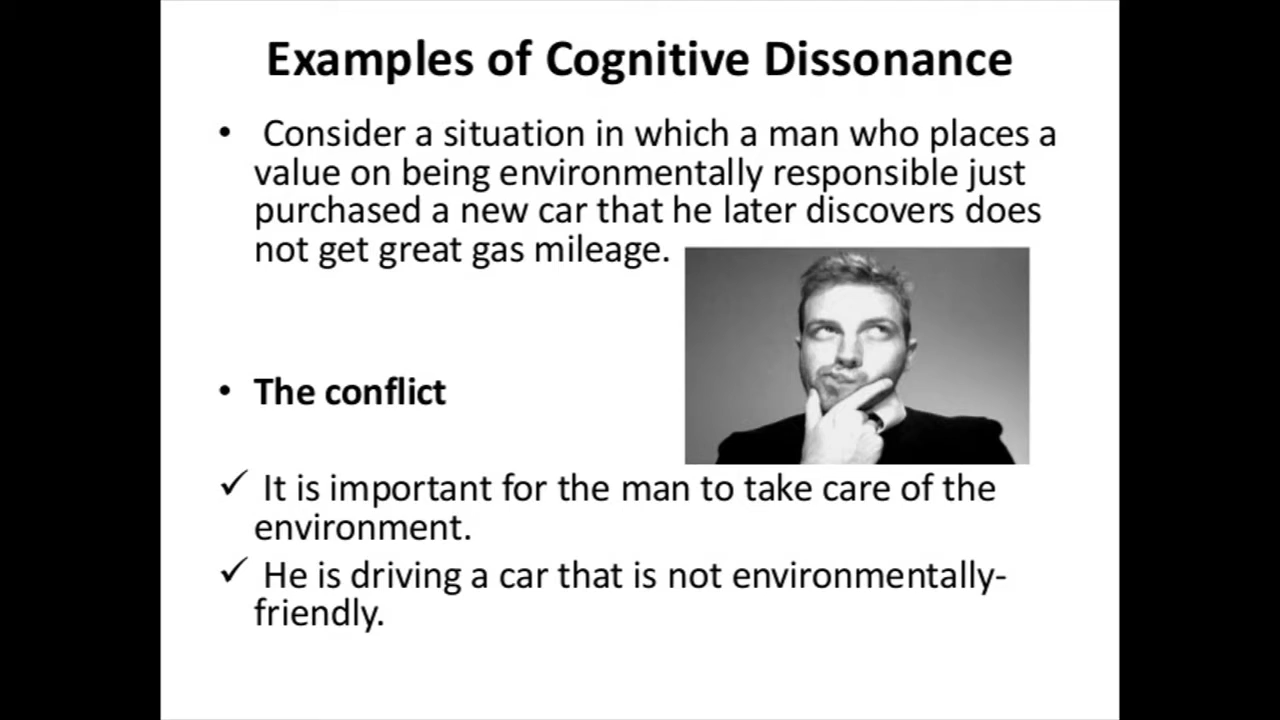 Examples of Cognitive Dissonance
• Consider a situation in which a man who places a
value on being environmentally responsible just
purchased a new car that he later discovers does
not get great gas mileage.
• The conflict
✓ It is important for the man to take care of the
environment.
✓ He is driving a car that is not environmentally-
friendly.